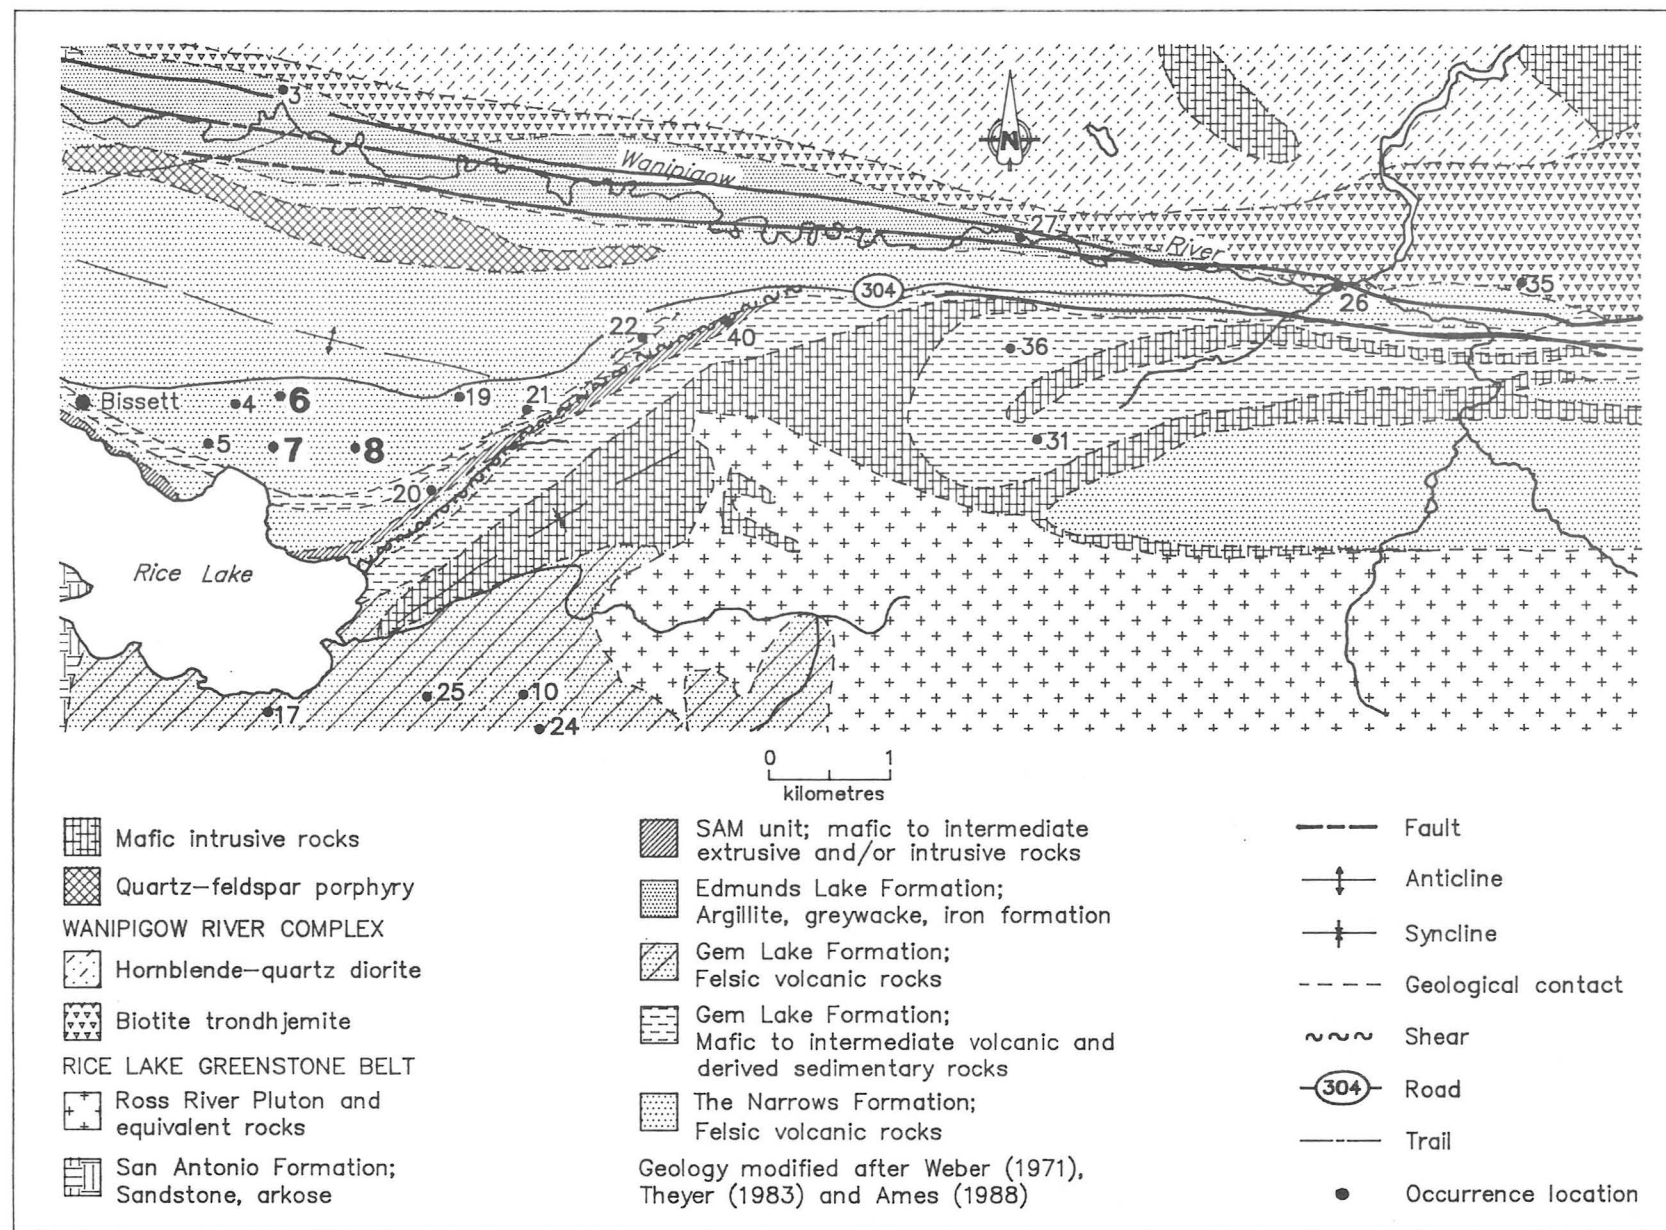 3
N
Wanipigow
27
River
35
26
304
22
40
36
Bissett
4
6
19
21
5
7
8
31
20
Rice Lake
25
10
17
24
0 1
kilometres
Mafic intrusive rocks
Quartz-feldspar porphyry
WANIPIGOW RIVER COMPLEX
Hornblende-quartz diorite
Biotite trondhjemite
RICE LAKE GREENSTONE BELT
Ross River Pluton and
equivalent rocks
San Antonio Formation;
Sandstone, arkose
SAM unit; mafic to intermediate
extrusive and/or intrusive rocks
Edmunds Lake Formation;
Argillite, greywacke, iron formation
Gem Lake Formation;
Felsic volcanic rocks
Gem Lake Formation;
Mafic to intermediate volcanic and
derived sedimentary rocks
The Narrows Formation;
Felsic volcanic rocks
Geology modified after Weber (1971),
Theyer (1983) and Ames (1988)
Fault
Anticline
Syncline
Geological contact
Shear
304 Road
Trail
Occurrence location